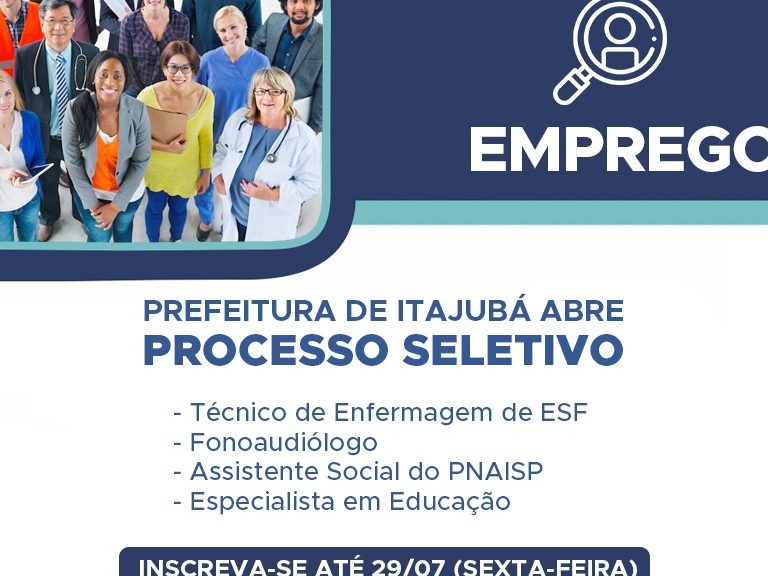 EMPREGO
PREFEITURA DE ITAJUBÁ ABRE
PROCESSO SELETIVO
- Técnico de Enfermagem de ESF
- Fonoaudiólogo
- Assistente Social do PNAISP
- Especialista em Educação
INSCREVA-SE ATÉ 29/07 (SEXTA-FEIRA)